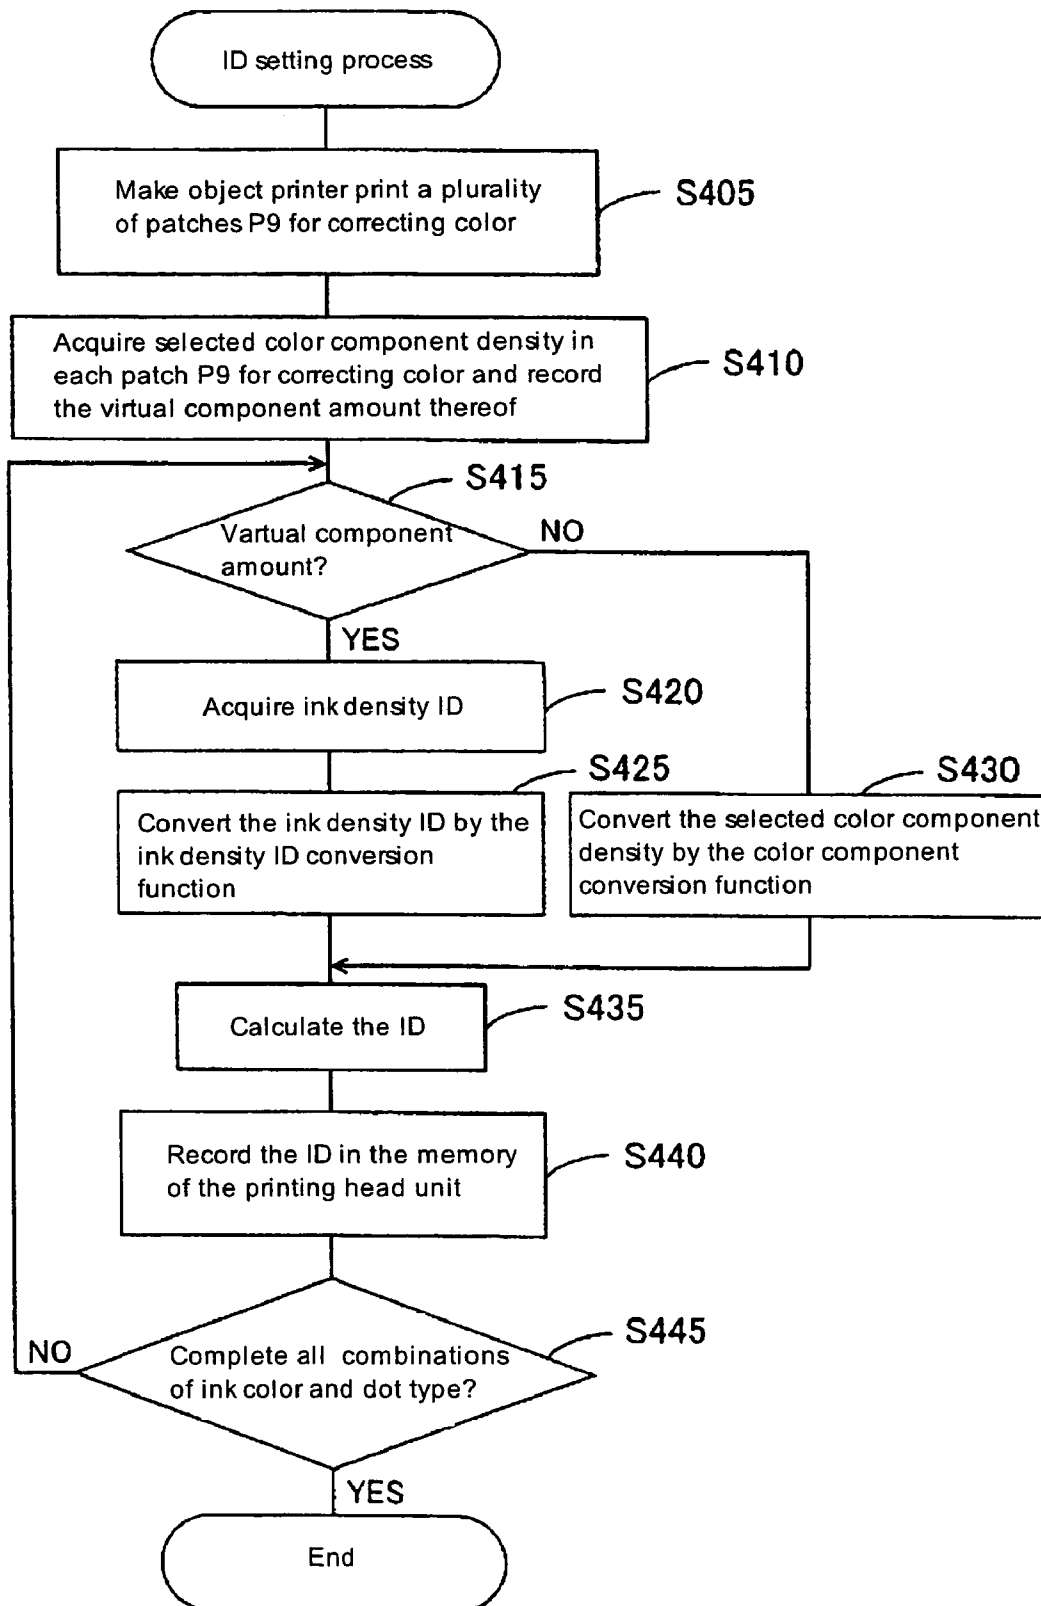 ID setting process
Make object printer print a plurality
of patches P9 for correcting color
S405
Acquire selected color component density in
each patch P9 for correcting color and record
the virtual component amount thereof
S410
S415
Vartual component
amount?
NO
YES
Acquire ink density ID
S420
S425
Convert the ink density ID by the
ink density ID conversion
function
S430
Convert the selected color component
density by the color component
conversion function
Calculate the ID
S435
Record the ID in the memory
of the printing head unit
S440
S445
Complete all combinations
of ink color and dot type?
NO
YES
End